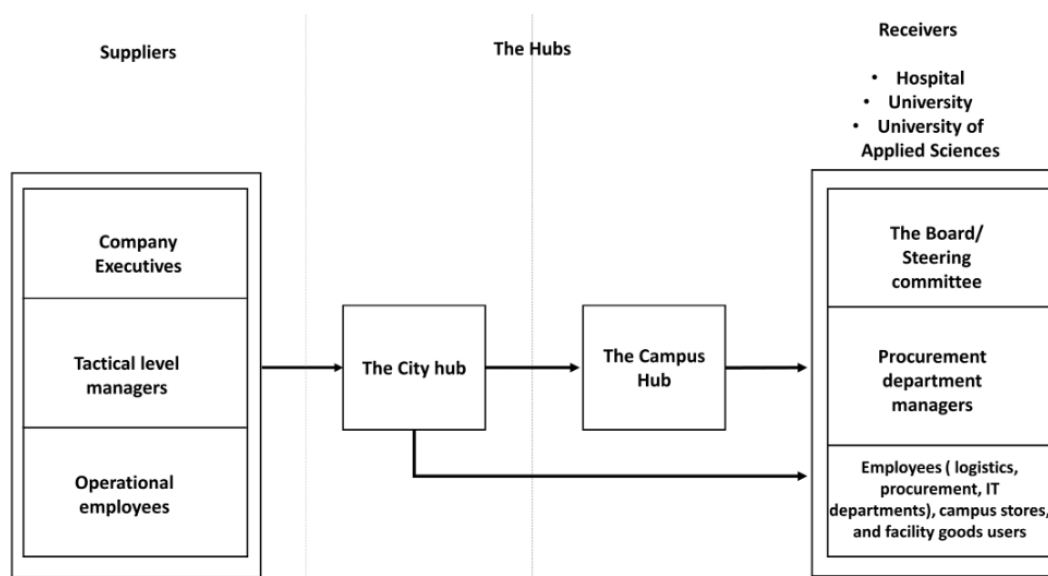 Suppliers
The Hubs
Receivers
• Hospital
• University
• University of
Applied Sciences
Company
Executives
Tactical level
managers
Operational
employees
The City hub
The Campus
Hub
The Board/
Steering
committee
Procurement
department
managers
Employees ( logistics,
procurement, IT
departments), campus stores,
and facility goods users